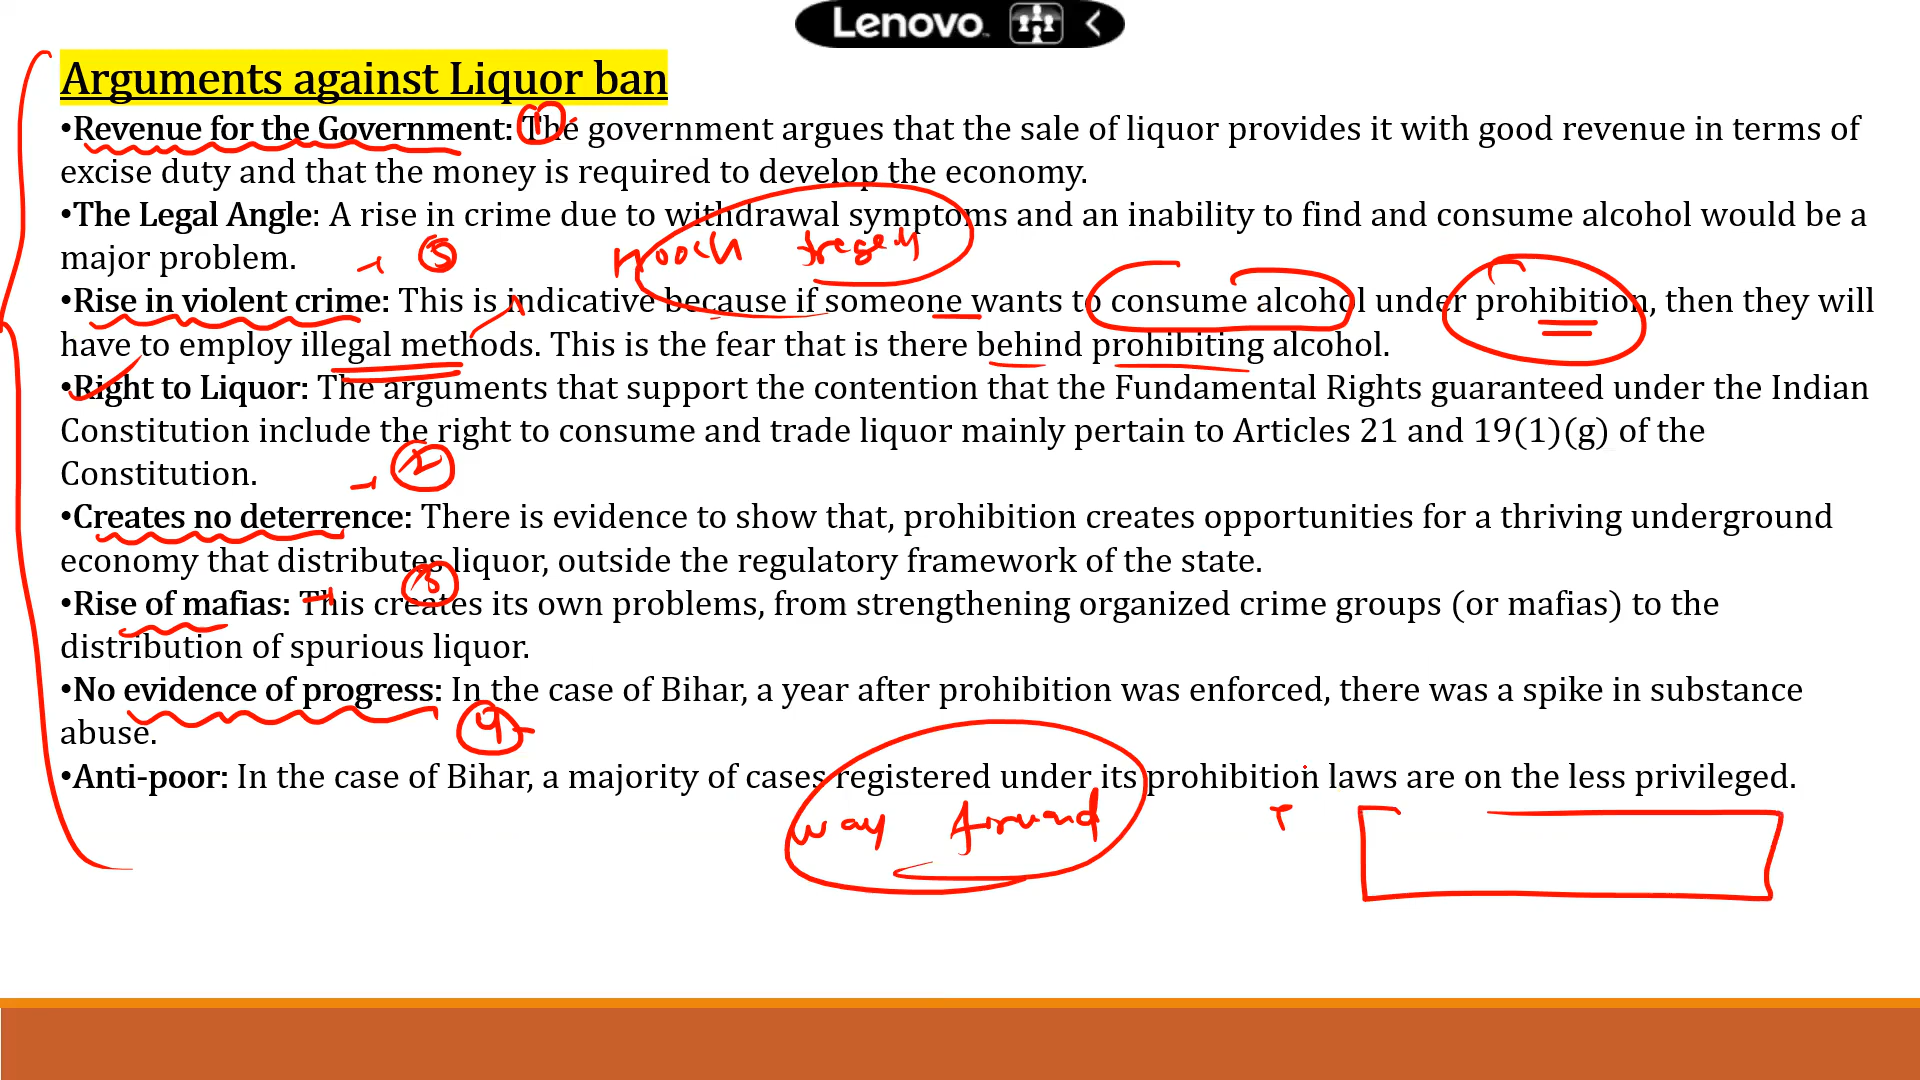 Lenovo
Arguments against Liquor ban
•Revenue for the Government: The government argues that the sale of liquor provides it with good revenue in terms of
1
excise duty and that the money is required to develop the economy.
•The Legal Angle: A rise in crime due to withdrawal symptoms and an inability to find and consume alcohol would be a
major problem.
5
Hooch
•Rise in violent crime: This is indicative because if someone wants to consume alcohol under prohibition, then they will
have to employ illegal methods. This is the fear that is there behind prohibiting alcohol.
•Right to Liquor: The arguments that support the contention that the Fundamental Rights guaranteed under the Indian
Constitution include the right to consume and trade liquor mainly pertain to Articles 21 and 19(1)(g) of the
Constitution.
2
•Creates no deterrence: There is evidence to show that, prohibition creates opportunities for a thriving underground
economy that distributes liquor, outside the regulatory framework of the state.
3
•Rise of mafias: This creates its own problems, from strengthening organized crime groups (or mafias) to the
distribution of spurious liquor.
•No evidence of progress: In the case of Bihar, a year after prohibition was enforced, there was a spike in substance
abuse.
4
•Anti-poor: In the case of Bihar, a majority of cases registered under its prohibition laws are on the less privileged.
way around